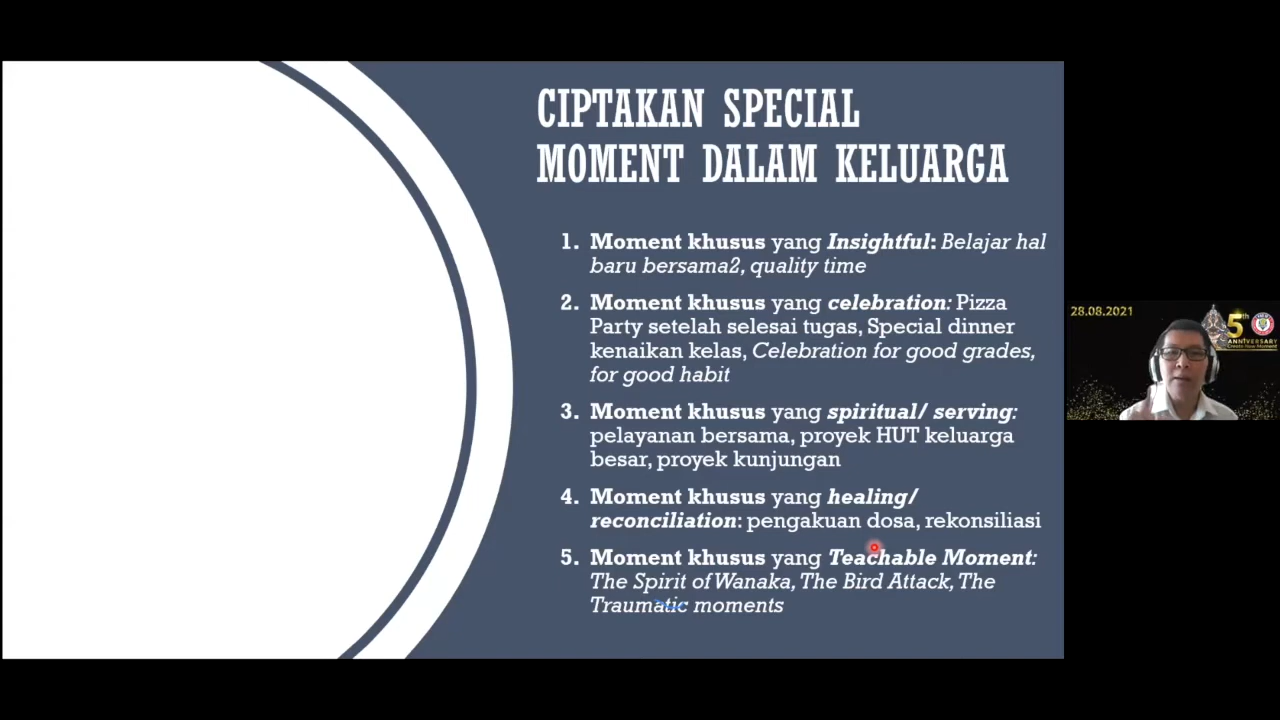 CIPTAKAN SPECIAL
MOMENT DALAM KELUARGA
1. Moment khusus yang Insightful: Belajar hal
baru bersama2, quality time
2. Moment khusus yang celebration: Pizza
Party setelah selesai tugas, Special dinner
kenaikan kelas, Celebration for good grades,
for good habit
3. Moment khusus yang spiritual/ serving:
pelayanan bersama, proyek HUT keluarga
besar, proyek kunjungan
4. Moment khusus yang healing/
reconciliation: pengakuan dosa, rekonsiliasi
5. Moment khusus yang Teachable Moment:
The Spirit of Wanaka, The Bird Attack, The
Traumatic moments
28.08.2021
5th
ANNIVERSARY
Create New Moment